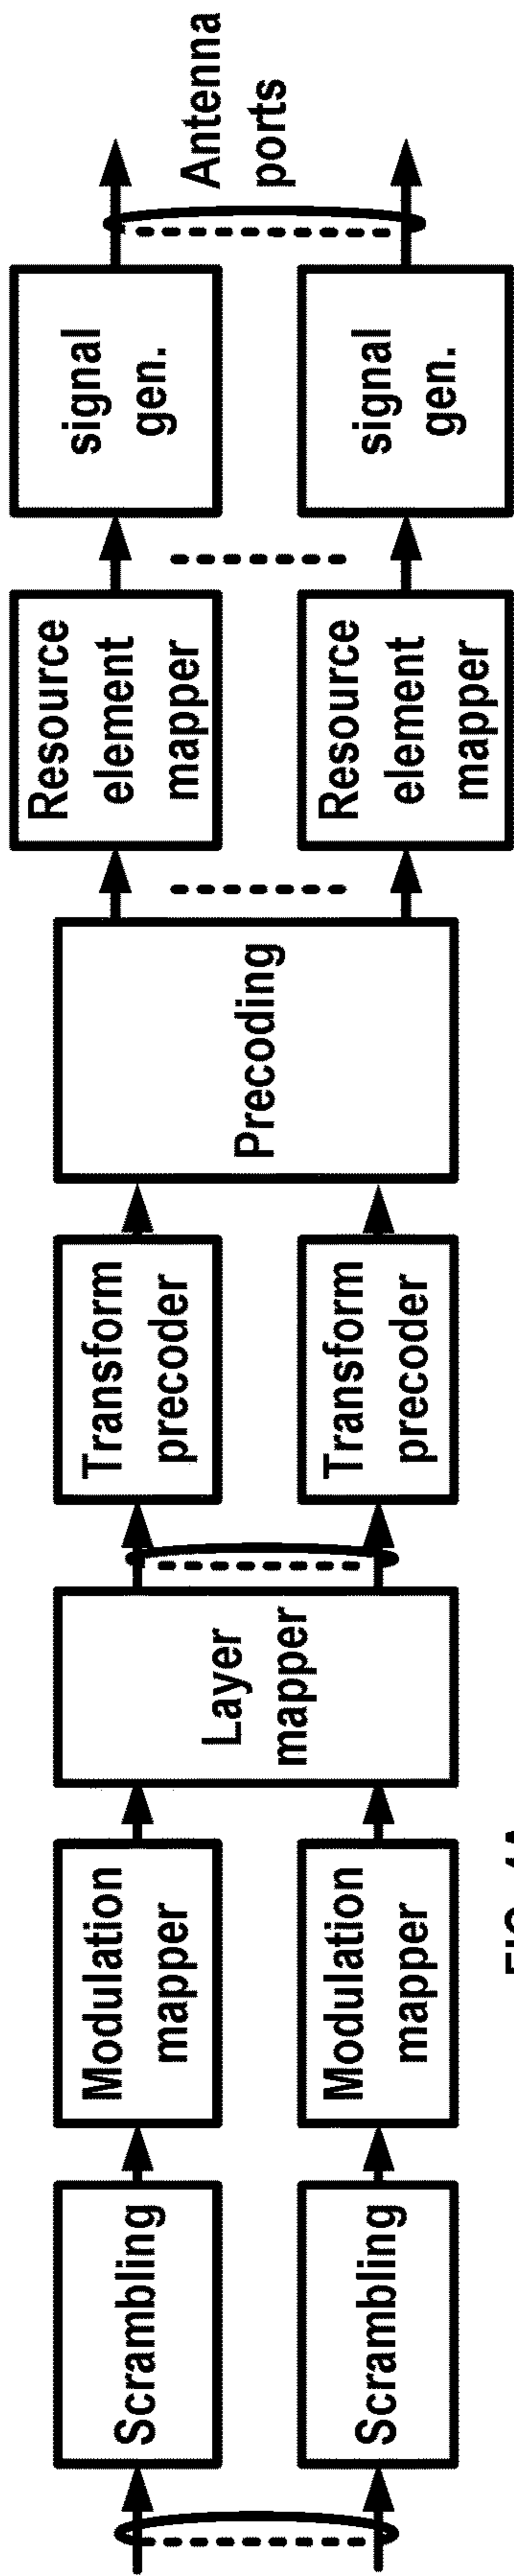 Scrambling
Scrambling
Modulation
mapper
Modulation
mapper
Layer
mapper
Transform
precoder
Transform
precoder
Precoding
Resource
element
mapper
Resource
element
mapper
signal
gen.
signal
gen.
Antenna
ports